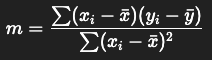 m = ∑(xᵢ − x̄)(yᵢ − ȳ) / ∑(xᵢ − x̄)²